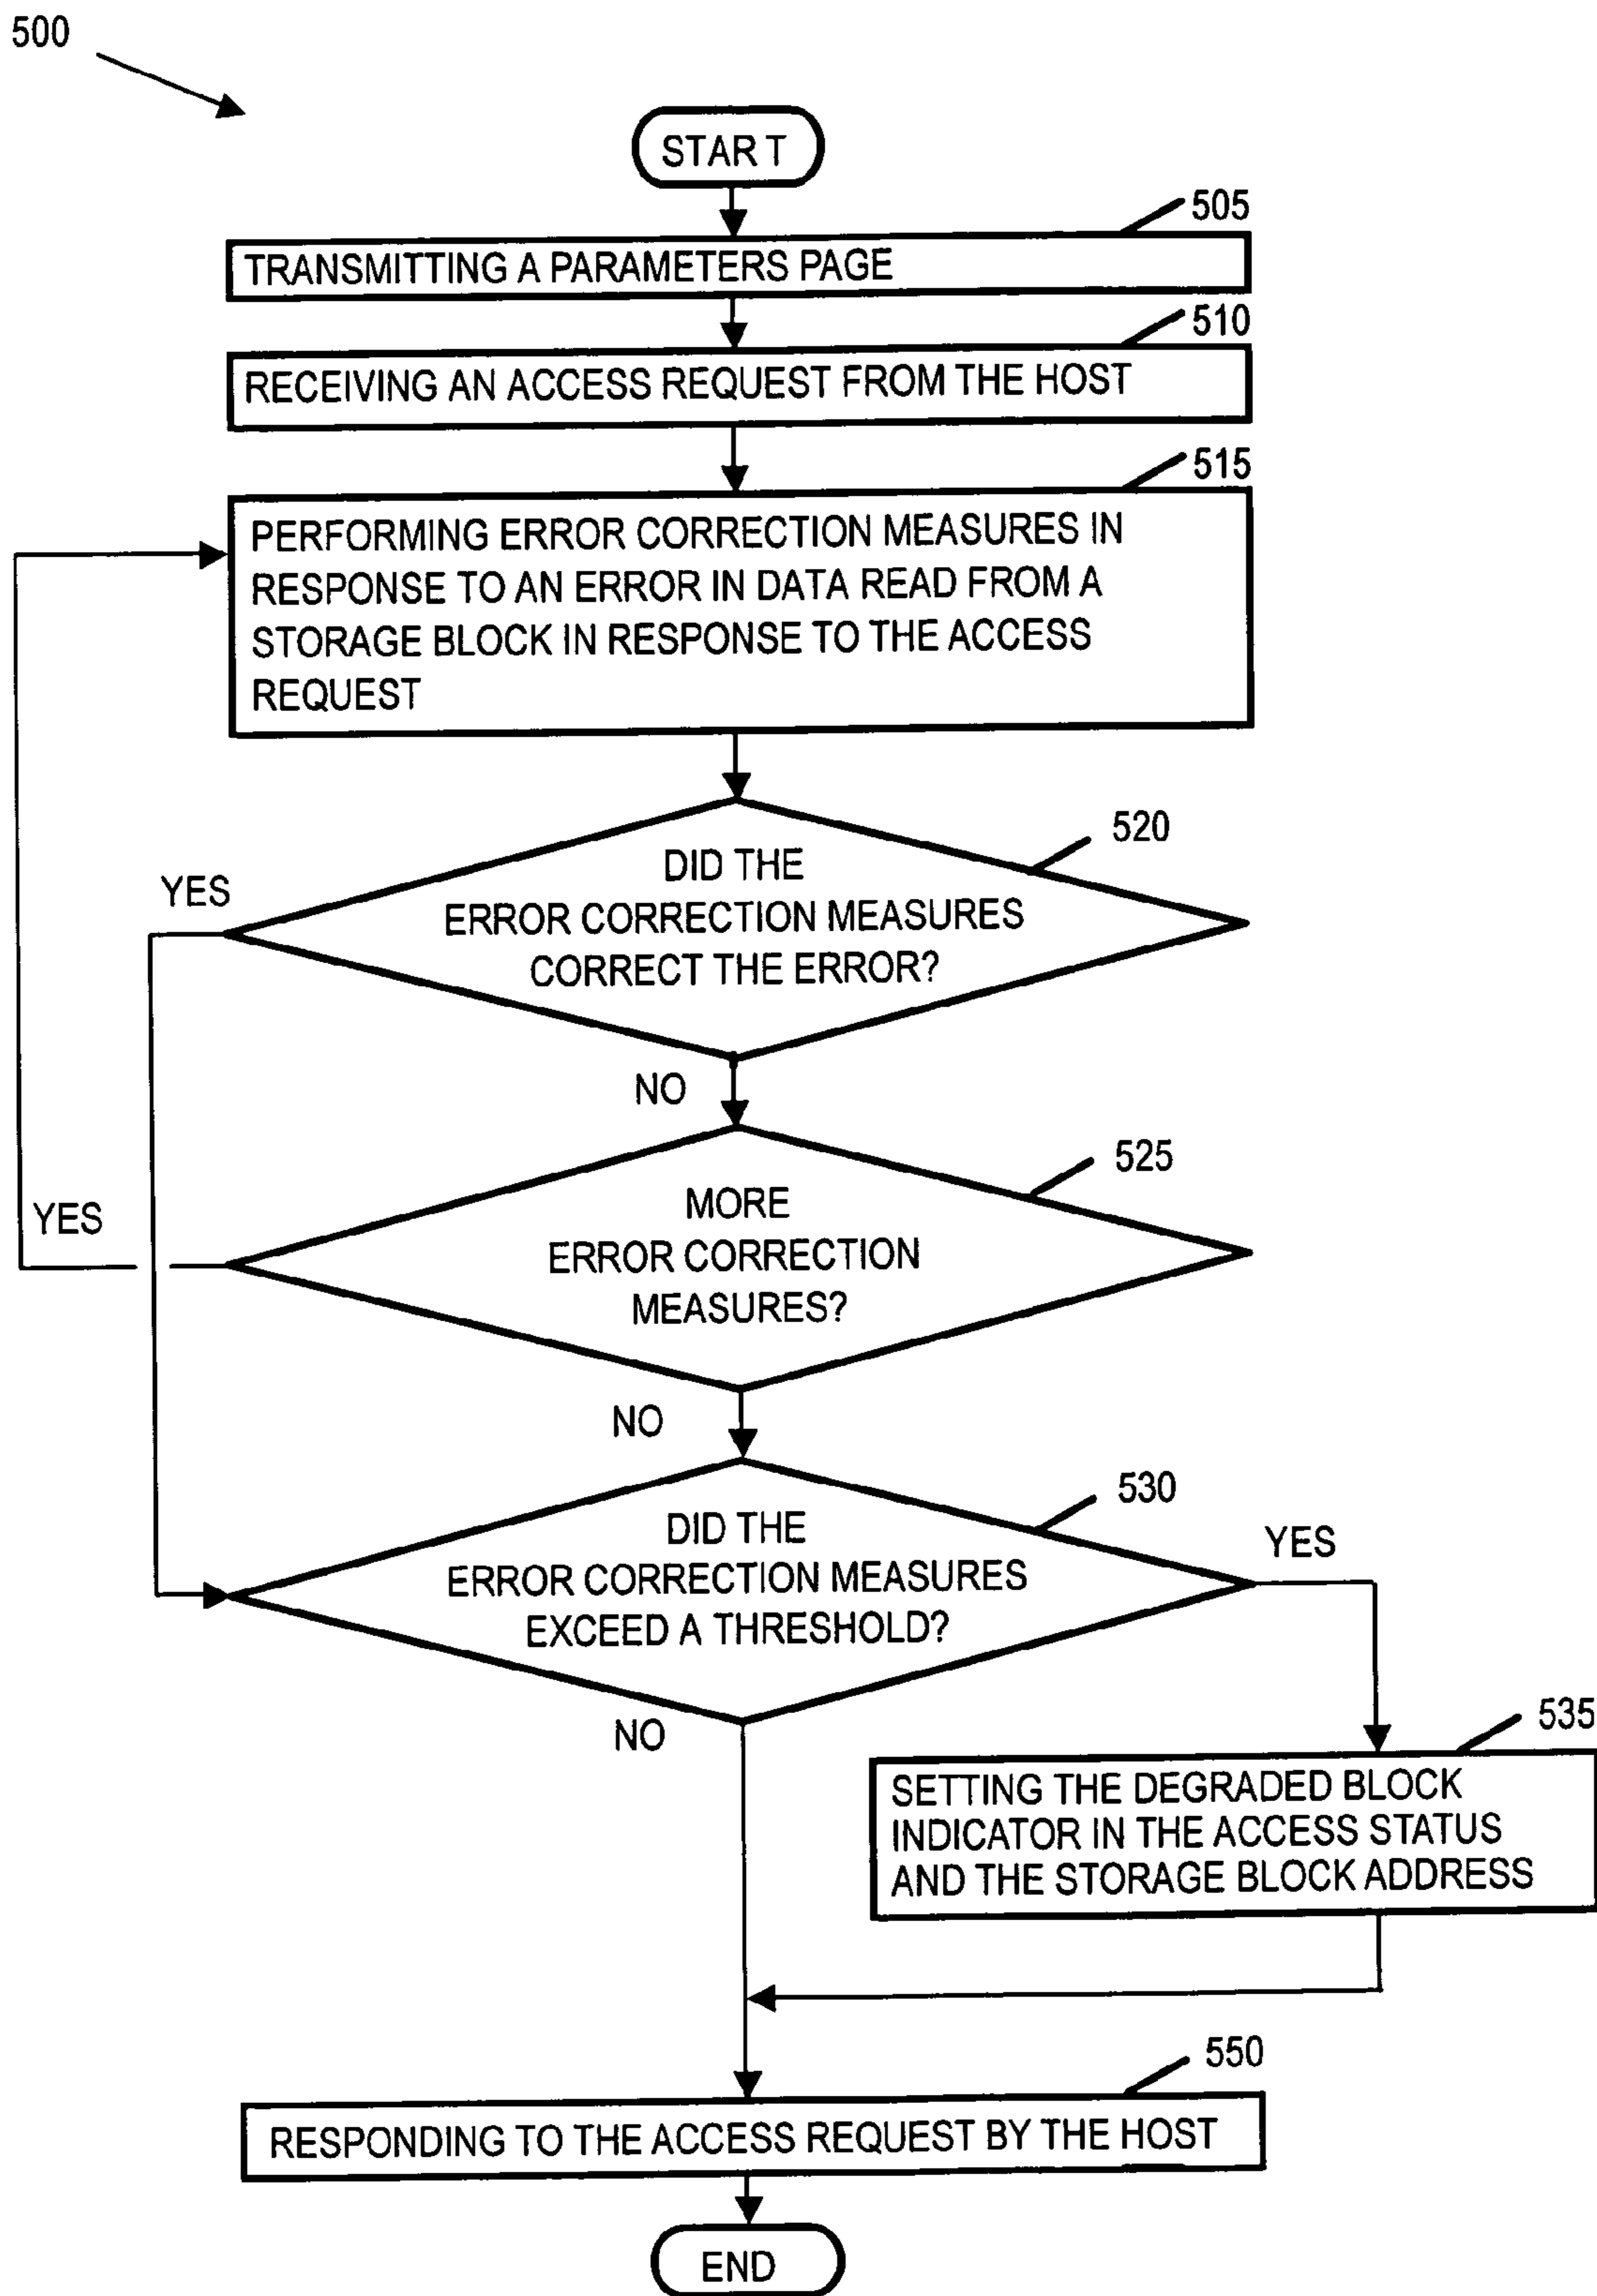 500
START
505
TRANSMITTING A PARAMETERS PAGE
510
RECEIVING AN ACCESS REQUEST FROM THE HOST
515
PERFORMING ERROR CORRECTION MEASURES IN
RESPONSE TO AN ERROR IN DATA READ FROM A
STORAGE BLOCK IN RESPONSE TO THE ACCESS
REQUEST
520
YES
DID THE
ERROR CORRECTION MEASURES
CORRECT THE ERROR?
NO
525
YES
MORE
ERROR CORRECTION
MEASURES?
NO
530
DID THE
ERROR CORRECTION MEASURES
EXCEED A THRESHOLD?
YES
NO
535
SETTING THE DEGRADED BLOCK
INDICATOR IN THE ACCESS STATUS
AND THE STORAGE BLOCK ADDRESS
550
RESPONDING TO THE ACCESS REQUEST BY THE HOST
END